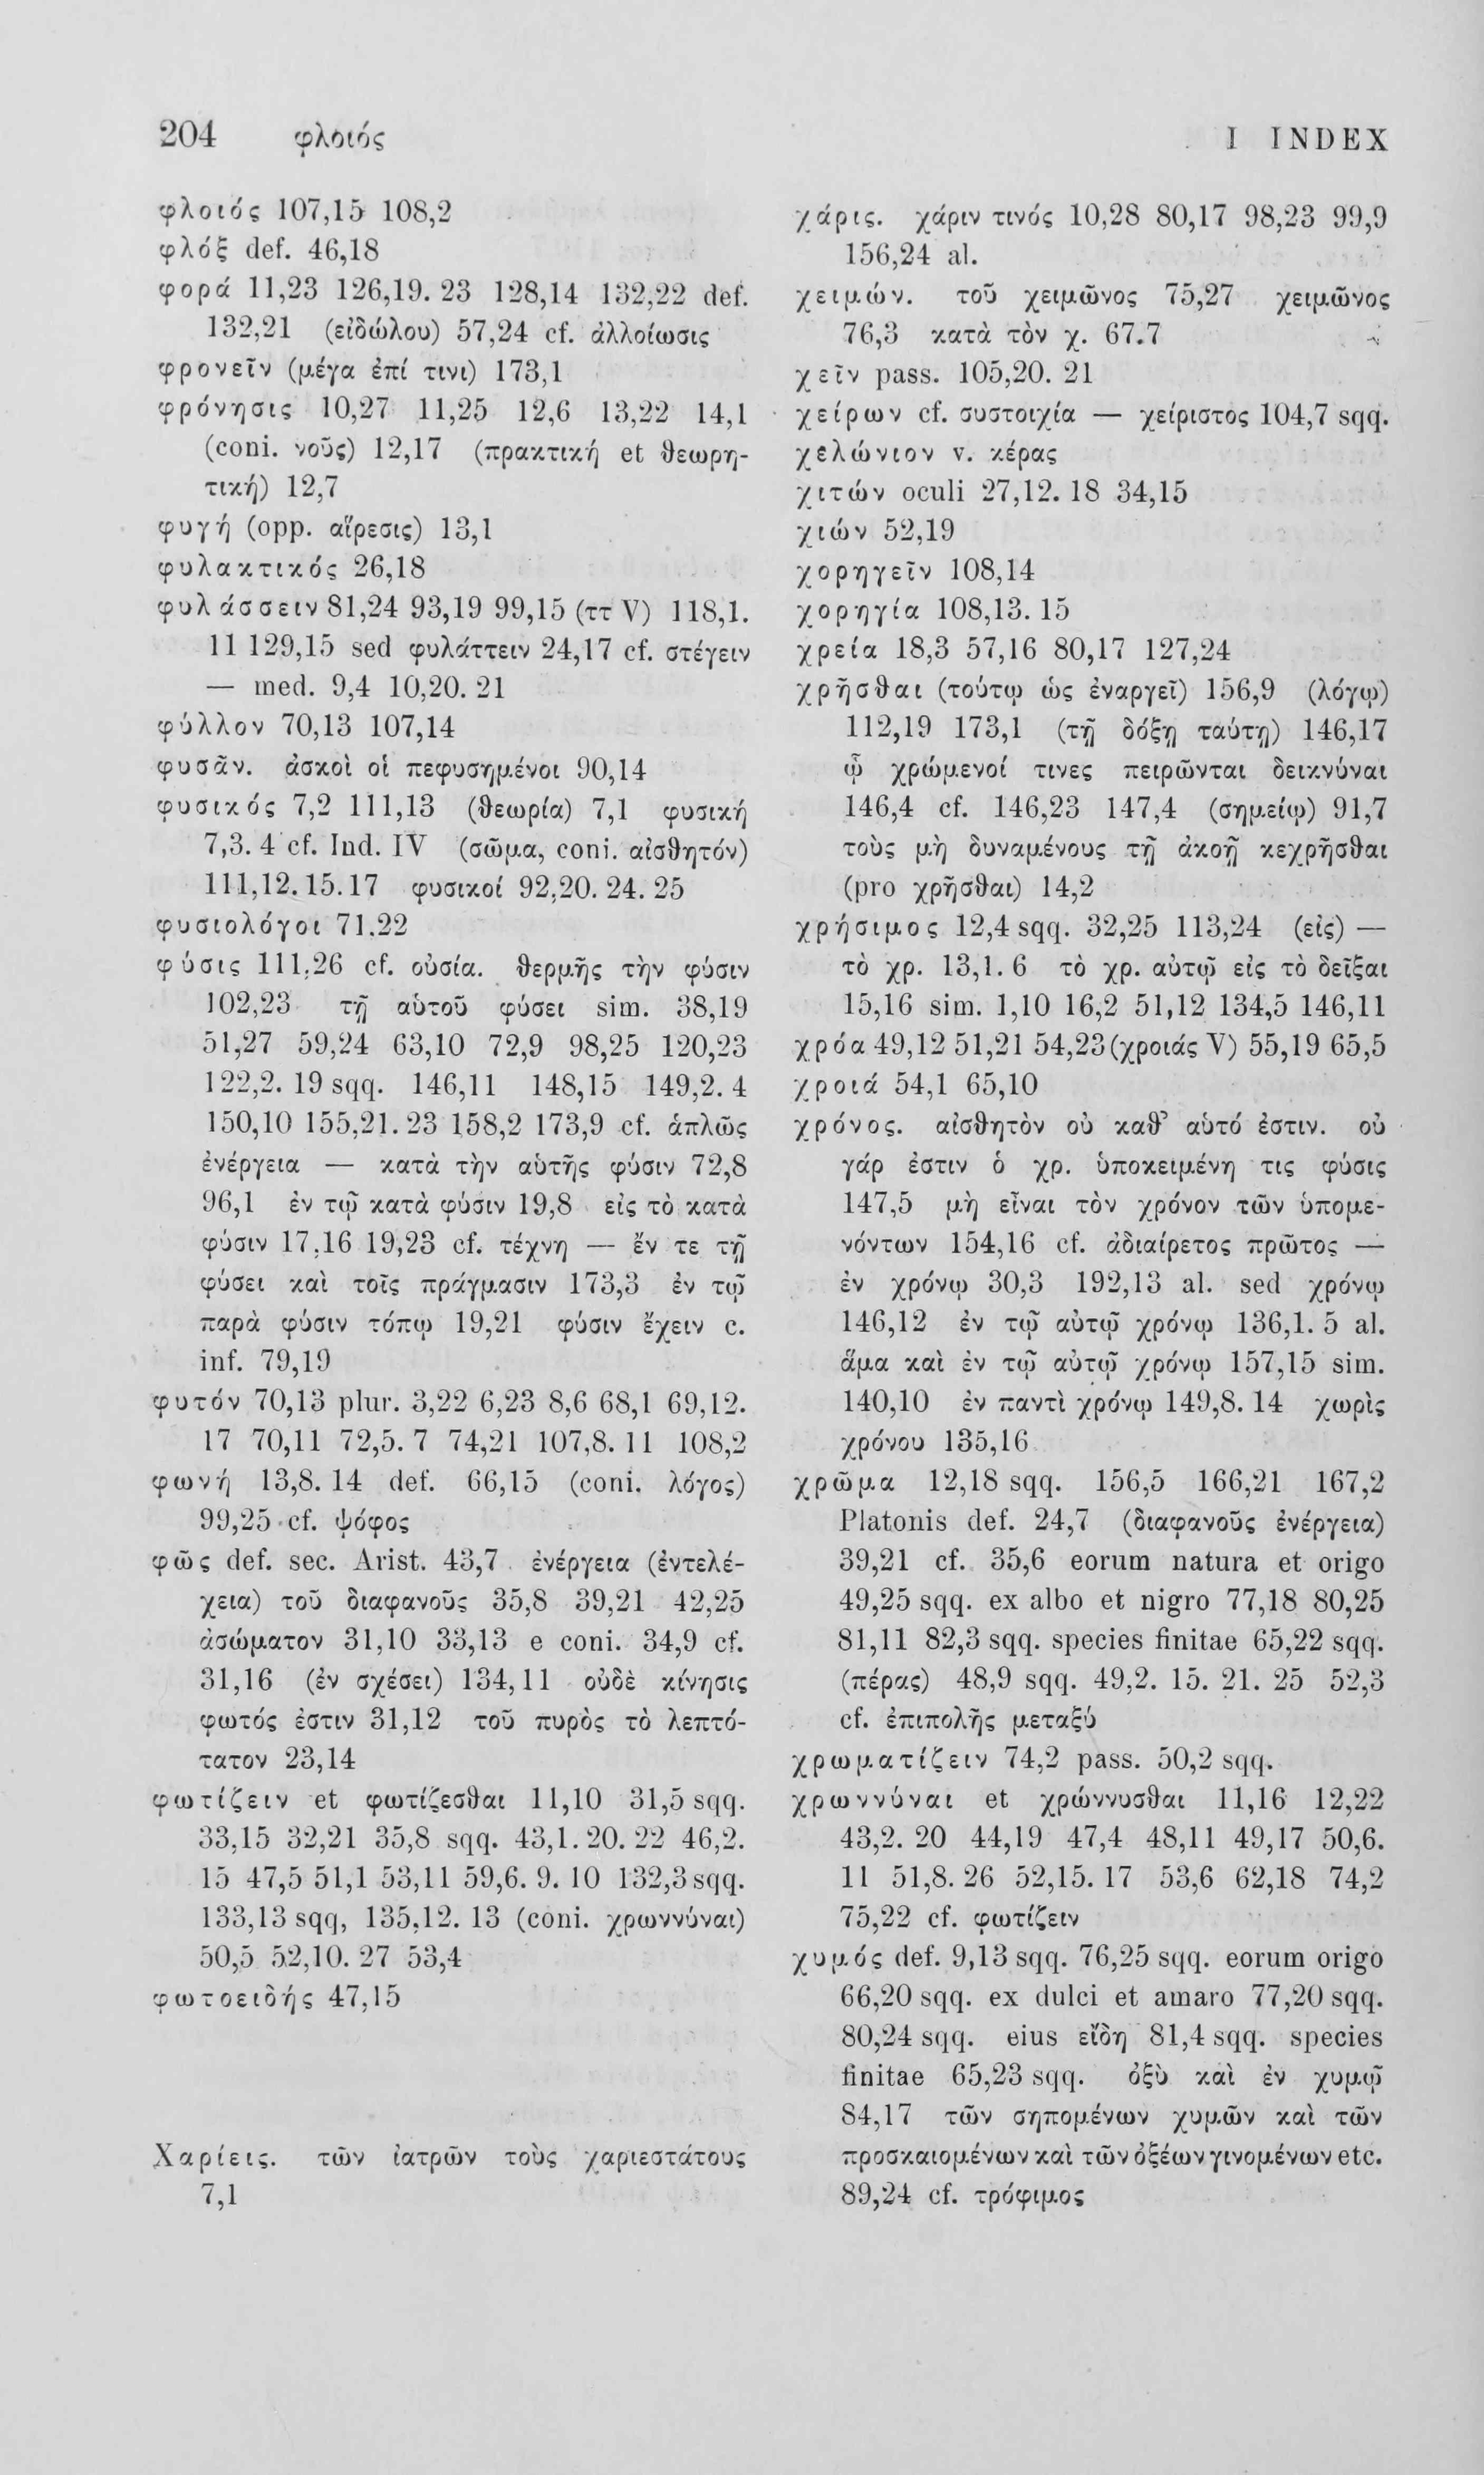 204 φλοιός
I INDEX
φλοιός 107,15 108,2
φλόξ def. 46,18
φορά 11,23 126,19. 23 128,14 132,22 def.
132,21 (εἰδώλου) 57,24 cf. ἀλλοίωσις
φρονεῖν (μέγα ἐπί τινι) 173,1
φρόνησις 10,27 11,25 12,6 13,22 14,1
(coni. νοῦς) 12,17 (πρακτική et θεωρη-
τική) 12,7
φυγή (opp. αἵρεσις) 13,1
φυλακτικός 26,18
φυλάσσειν 81,24 93,19 99,15 (ττ V) 118,1.
11 129,15 sed φυλάττειν 24,17 cf. στέγειν
— med. 9,4 10,20. 21
φύλλον 70,13 107,14
φυσᾶν. ἀσκοὶ οἱ πεφυσημένοι 90,14
φυσικός 7,2 111,13 (θεωρία) 7,1 φυσική
7,3. 4 cf. Ind. IV (σῶμα, coni. αἰσθητόν)
111,12. 15. 17 φυσικοί 92,20. 24. 25
φυσιολόγοι 71,22
φύσις 111,26 cf. οὐσία. θερμῆς τὴν φύσιν
102,23 τῇ αὑτοῦ φύσει sim. 38,19
51,27 59,24 63,10 72,9 98,25 120,23
122,2. 19 sqq. 146,11 148,15 149,2. 4
150,10 155,21. 23 158,2 173,9 cf. ἁπλῶς
ἐνέργεια — κατὰ τὴν αὑτῆς φύσιν 72,8
96,1 ἐν τῷ κατὰ φύσιν 19,8 εἰς τὸ κατὰ
φύσιν 17,16 19,23 cf. τέχνη — ἔν τε τῇ
φύσει καὶ τοῖς πράγμασιν 173,3 ἐν τῷ
παρὰ φύσιν τόπῳ 19,21 φύσιν ἔχειν c.
inf. 79,19
φυτόν 70,13 plur. 3,22 6,23 8,6 68,1 69,12.
17 70,11 72,5. 7 74,21 107,8. 11 108,2
φωνή 13,8. 14 def. 66,15 (coni. λόγος)
99,25 cf. ψόφος
φῶς def. sec. Arist. 43,7 ἐνέργεια (ἐντελέ-
χεια) τοῦ διαφανοῦς 35,8 39,21 42,25
ἀσώματον 31,10 33,13 e coni. 34,9 cf.
31,16 (ἐν σχέσει) 134,11 οὐδὲ κίνησις
φωτός ἐστιν 31,12 τοῦ πυρὸς τὸ λεπτό-
τατον 23,14
φωτίζειν et φωτίζεσθαι 11,10 31,5 sqq.
33,15 32,21 35,8 sqq. 43,1. 20. 22 46,2.
15 47,5 51,1 53,11 59,6. 9. 10 132,3 sqq.
133,13 sqq, 135,12. 13 (coni. χρωννύναι)
50,5 52,10. 27 53,4
φωτοειδής 47,15
Χαρίεις. τῶν ἰατρῶν τοὺς χαριεστάτους
7,1
χάρις. χάριν τινός 10,28 80,17 98,23 99,9
156,24 al.
χειμών. τοῦ χειμῶνος 75,27 χειμῶνος
76,3 κατὰ τὸν χ. 67.7
χεῖν pass. 105,20. 21
χείρων cf. συστοιχία — χείριστος 104,7 sqq.
χελώνιον v. κέρας
χιτών oculi 27,12. 18 34,15
χιών 52,19
χορηγεῖν 108,14
χορηγία 108,13. 15
χρεία 18,3 57,16 80,17 127,24
χρῆσθαι (τούτῳ ὡς ἐναργεῖ) 156,9 (λόγῳ)
112,19 173,1 (τῇ δόξῃ ταύτῃ) 146,17
ᾧ χρώμενοί τινες πειρῶνται δεικνύναι
146,4 cf. 146,23 147,4 (σημείῳ) 91,7
τοὺς μὴ δυναμένους τῇ ἀκοῇ κεχρῆσθαι
(pro χρῆσθαι) 14,2
χρήσιμος 12,4 sqq. 32,25 113,24 (εἰς) —
τὸ χρ. 13,1. 6 τὸ χρ. αὐτῷ εἰς τὸ δεῖξαι
15,16 sim. 1,10 16,2 51,12 134,5 146,11
χρόα 49,12 51,21 54,23 (χροιάς V) 55,19 65,5
χροιά 54,1 65,10
χρόνος. αἰσθητὸν οὐ καθ’ αὑτό ἐστιν. οὐ
γάρ ἐστιν ὁ χρ. ὑποκειμένη τις φύσις
147,5 μὴ εἶναι τὸν χρόνον τῶν ὑπομε-
νόντων 154,16 cf. ἀδιαίρετος πρῶτος —
ἐν χρόνῳ 30,3 192,13 al. sed χρόνῳ
146,12 ἐν τῷ αὐτῷ χρόνῳ 136,1. 5 al.
ἅμα καὶ ἐν τῷ αὐτῷ χρόνῳ 157,15 sim.
140,10 ἐν παντὶ χρόνῳ 149,8. 14 χωρὶς
χρόνου 135,16
χρῶμα 12,18 sqq. 156,5 166,21 167,2
Platonis def. 24,7 (διαφανοῦς ἐνέργεια)
39,21 cf. 35,6 eorum natura et origo
49,25 sqq. ex albo et nigro 77,18 80,25
81,11 82,3 sqq. species finitae 65,22 sqq.
(πέρας) 48,9 sqq. 49,2. 15. 21. 25 52,3
cf. ἐπιπολῆς μεταξύ
χρωματίζειν 74,2 pass. 50,2 sqq.
χρωννύναι et χρώννυσθαι 11,16 12,22
43,2. 20 44,19 47,4 48,11 49,17 50,6.
11 51,8. 26 52,15. 17 53,6 62,18 74,2
75,22 cf. φωτίζειν
χυμός def. 9,13 sqq. 76,25 sqq. eorum origo
66,20 sqq. ex dulci et amaro 77,20 sqq.
80,24 sqq. eius εἴδη 81,4 sqq. species
finitae 65,23 sqq. ὀξὺ καὶ ἐν χυμῷ
84,17 τῶν σηπομένων χυμῶν καὶ τῶν
προσκαιομένων καὶ τῶν ὀξέων γινομένων etc.
89,24 cf. τρόφιμος